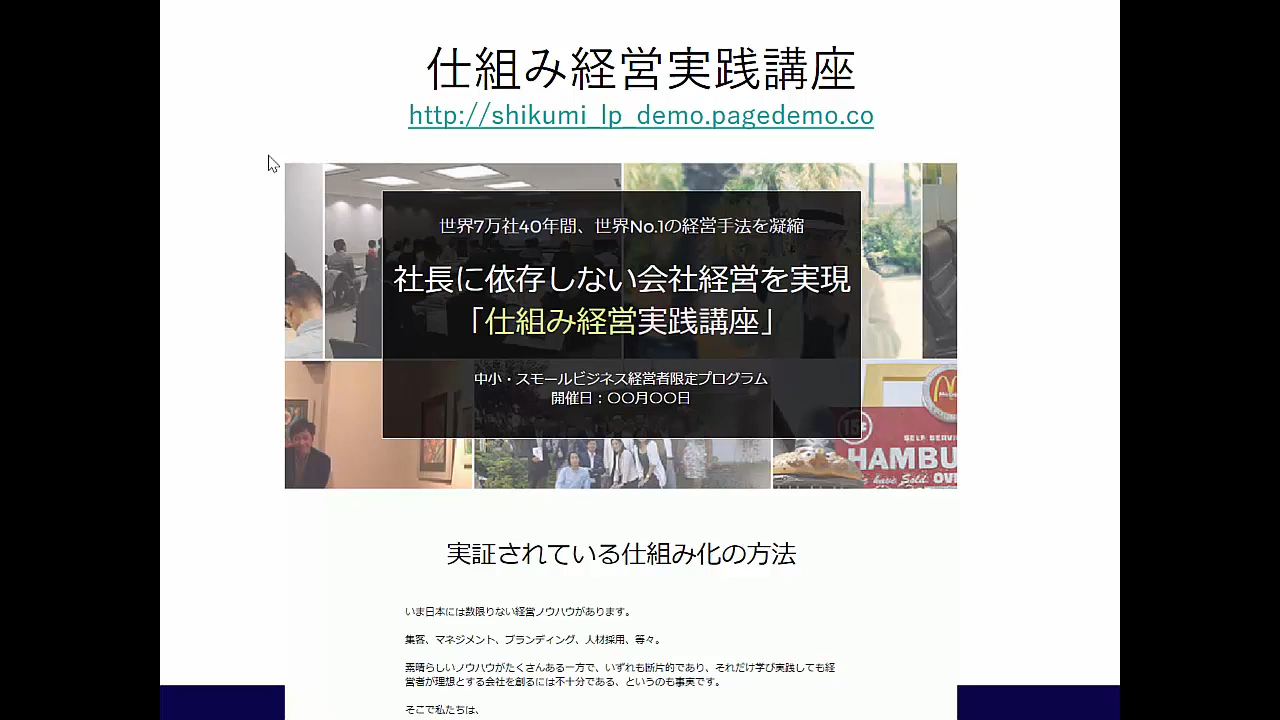 仕組み経営実践講座
http://shikumi_lp_demo.pagedemo.co
世界7万社40年間、世界No.1の経営手法を凝縮
社長に依存しない会社経営を実現
「仕組み経営実践講座」
中小・スモールビジネス経営者限定プログラム
開催日：〇〇月〇〇日
15¢
SELF SERVI
HAMBU
have Sold OV
実証されている仕組み化の方法
いま日本には数限りない経営ノウハウがあります。
集客、マネジメント、ブランディング、人材採用、等々。
素晴らしいノウハウがたくさんある一方で、いずれも断片的であり、それだけ学び実践しても経
営者が理想とする会社を創るには不十分である、というのも事実です。
そこで私たちは、